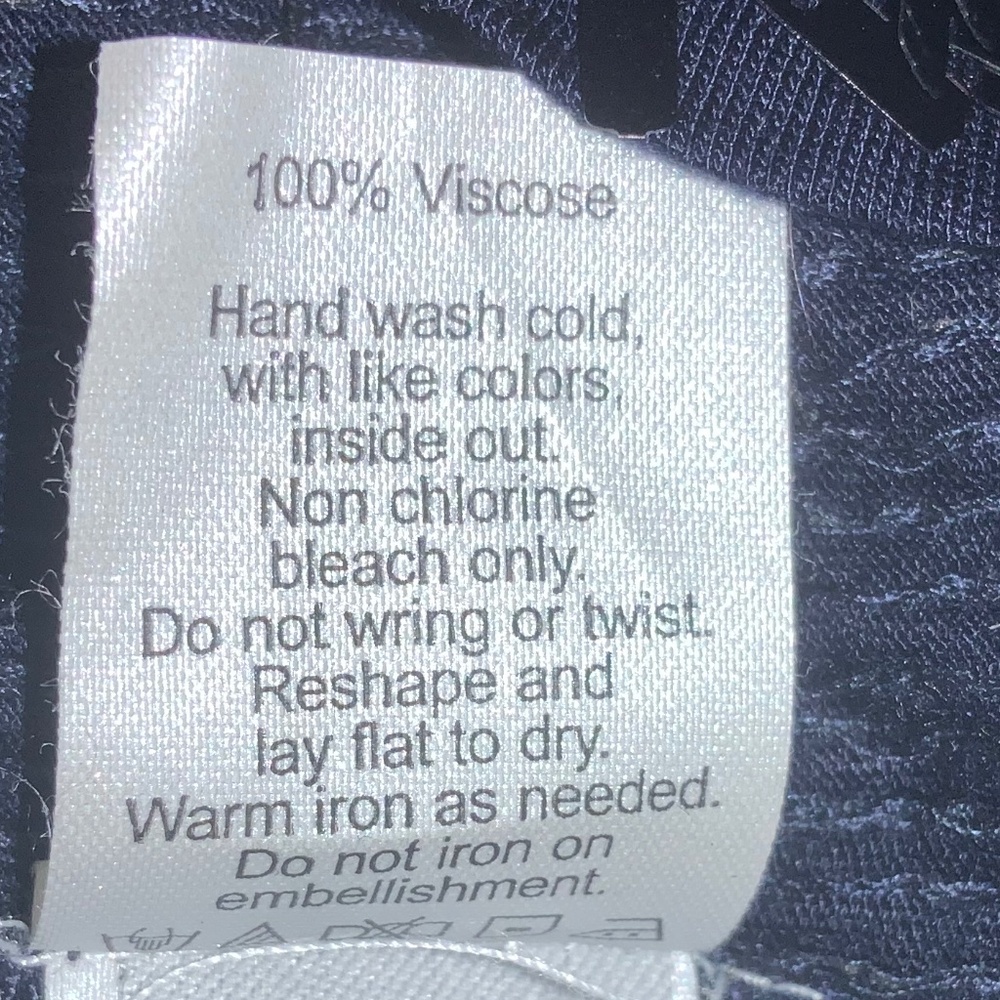 100% Viscose
Hand wash cold,
with like colors,
inside out.
Non chlorine
bleach only.
Do not wring or twist.
Reshape and
lay flat to dry.
Warm iron as needed.
Do not iron on
embellishment.